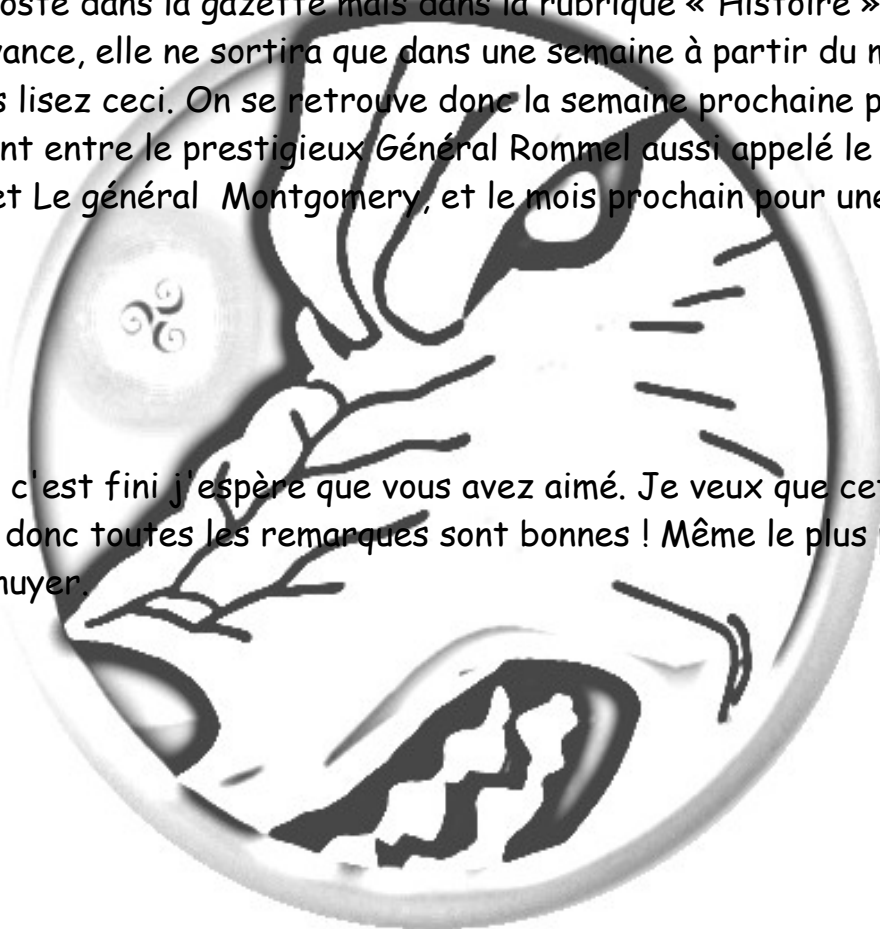 oste dans la gazette mais dans la rubrique « Histoire »
vance, elle ne sortira que dans une semaine à partir du
s lisez ceci. On se retrouve donc la semaine prochaine p
nt entre le prestigieux Général Rommel aussi appelé le
et Le général Montgomery, et le mois prochain pour une
c'est fini j'espère que vous avez aimé. Je veux que cet
donc toutes les remarques sont bonnes ! Même le plus
nuyer.